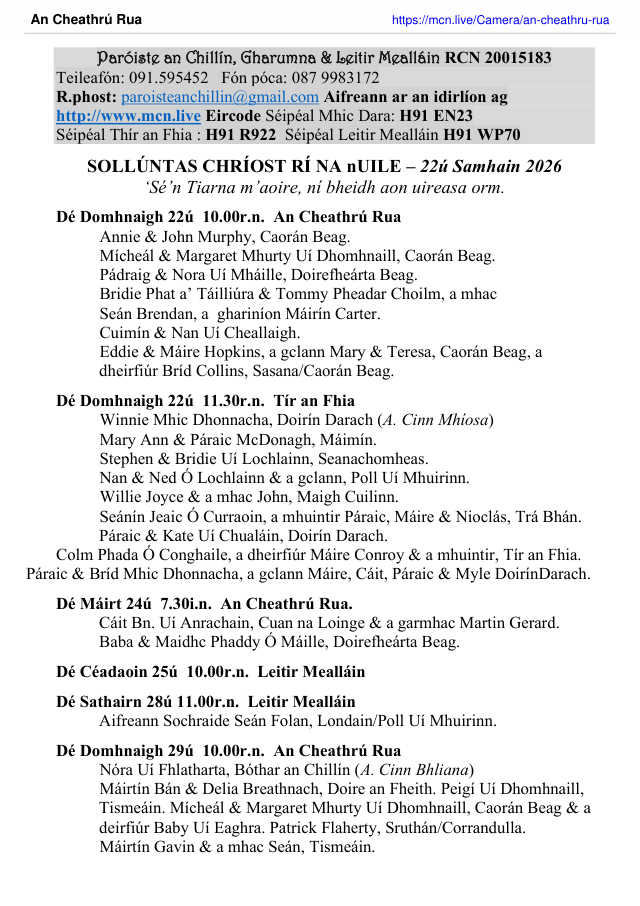 An Cheathrú Rua https://mcn.live/Camera/an-cheathru-rua
Paróiste an Chillín, Gharumna & Leitir Mealláin RCN 20015183
Teileafón: 091.595452 Fón póca: 087 9983172
R.phost: paroisteanchillin@gmail.com Aifreann ar an idirlíon ag
http://www.mcn.live Eircode Séipéal Mhic Dara: H91 EN23
Séipéal Thír an Fhia : H91 R922 Séipéal Leitir Mealláin H91 WP70
SOLLÚNTAS CHRÍOST RÍ NA nUILE – 22ú Samhain 2026
‘Sé’n Tiarna m’aoire, ní bheidh aon uireasa orm.
Dé Domhnaigh 22ú 10.00r.n. An Cheathrú Rua
Annie & John Murphy, Caorán Beag.
Mícheál & Margaret Mhurty Uí Dhomhnaill, Caorán Beag.
Pádraig & Nora Uí Mháille, Doirefheárta Beag.
Bridie Phat a’ Táilliúra & Tommy Pheadar Choilm, a mhac
Seán Brendan, a ghariníon Máirín Carter.
Cuimín & Nan Uí Cheallaigh.
Eddie & Máire Hopkins, a gclann Mary & Teresa, Caorán Beag, a
dheirfiúr Bríd Collins, Sasana/Caorán Beag.
Dé Domhnaigh 22ú 11.30r.n. Tír an Fhia
Winnie Mhic Dhonnacha, Doirín Darach (A. Cinn Mhíosa)
Mary Ann & Páraic McDonagh, Máimín.
Stephen & Bridie Uí Lochlainn, Seanachomheas.
Nan & Ned Ó Lochlainn & a gclann, Poll Uí Mhuirinn.
Willie Joyce & a mhac John, Maigh Cuilinn.
Seánín Jeaic Ó Curraoin, a mhuintir Páraic, Máire & Nioclás, Trá Bhán.
Páraic & Kate Uí Chualáin, Doirín Darach.
Colm Phada Ó Conghaile, a dheirfiúr Máire Conroy & a mhuintir, Tír an Fhia.
Páraic & Bríd Mhic Dhonnacha, a gclann Máire, Cáit, Páraic & Myle DoirínDarach.
Dé Máirt 24ú 7.30i.n. An Cheathrú Rua.
Cáit Bn. Uí Anrachain, Cuan na Loinge & a garmhac Martin Gerard.
Baba & Maidhc Phaddy Ó Máille, Doirefheárta Beag.
Dé Céadaoin 25ú 10.00r.n. Leitir Mealláin
Dé Sathairn 28ú 11.00r.n. Leitir Mealláin
Aifreann Sochraide Seán Folan, Londain/Poll Uí Mhuirinn.
Dé Domhnaigh 29ú 10.00r.n. An Cheathrú Rua
Nóra Uí Fhlatharta, Bóthar an Chillín (A. Cinn Bhliana)
Máirtín Bán & Delia Breathnach, Doire an Fheith. Peigí Uí Dhomhnaill,
Tismeáin. Mícheál & Margaret Mhurty Uí Dhomhnaill, Caorán Beag & a
deirfiúr Baby Uí Eaghra. Patrick Flaherty, Sruthán/Corrandulla.
Máirtín Gavin & a mhac Seán, Tismeáin.